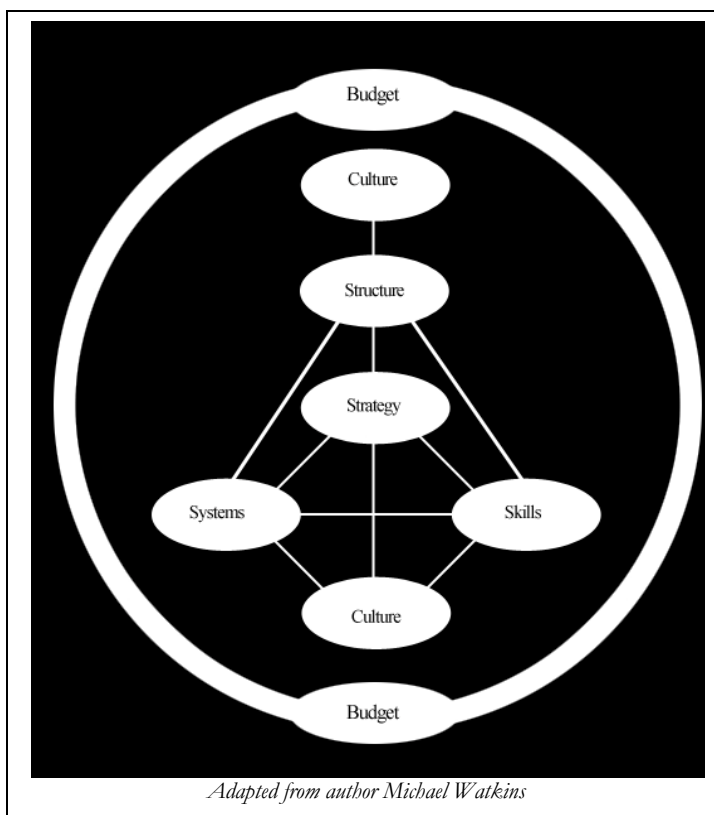 Budget
Culture
Structure
Strategy
Systems Skills
Culture
Budget
Adapted from author Michael Watkins